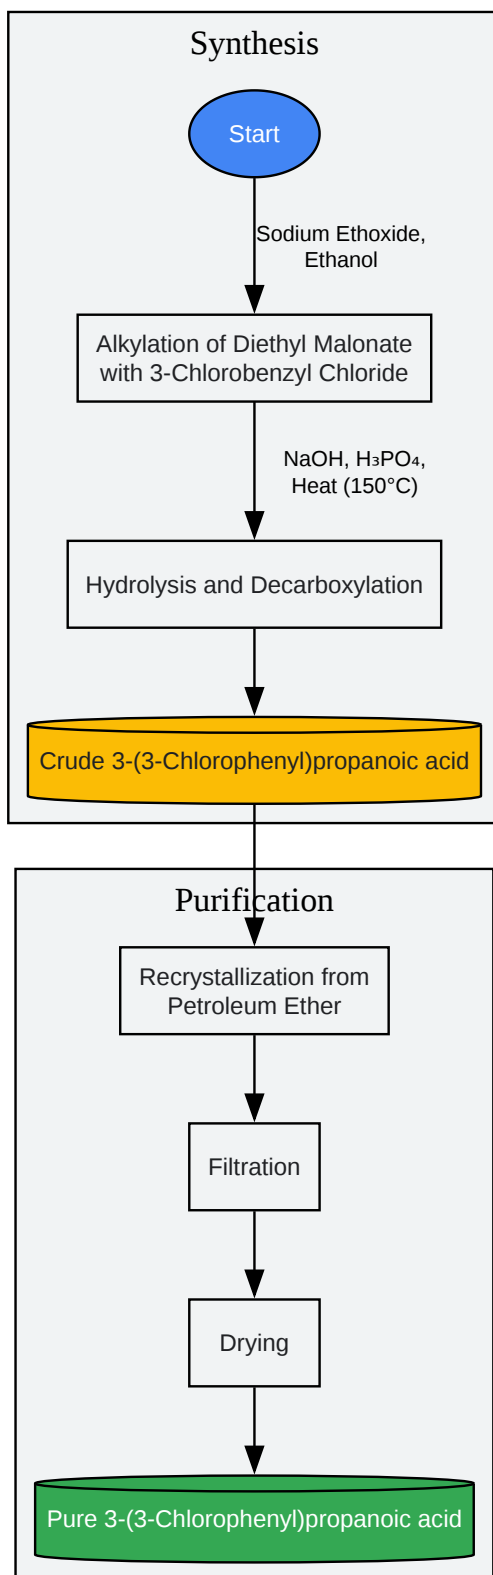 Synthesis
Start
Sodium Ethoxide,
Ethanol
Alkylation of Diethyl Malonate
with 3-Chlorobenzyl Chloride
NaOH, H₃PO₄,
Heat (150°C)
Hydrolysis and Decarboxylation
Crude 3-(3-Chlorophenyl)propanoic acid
Purification
Recrystallization from
Petroleum Ether
Filtration
Drying
Pure 3-(3-Chlorophenyl)propanoic acid